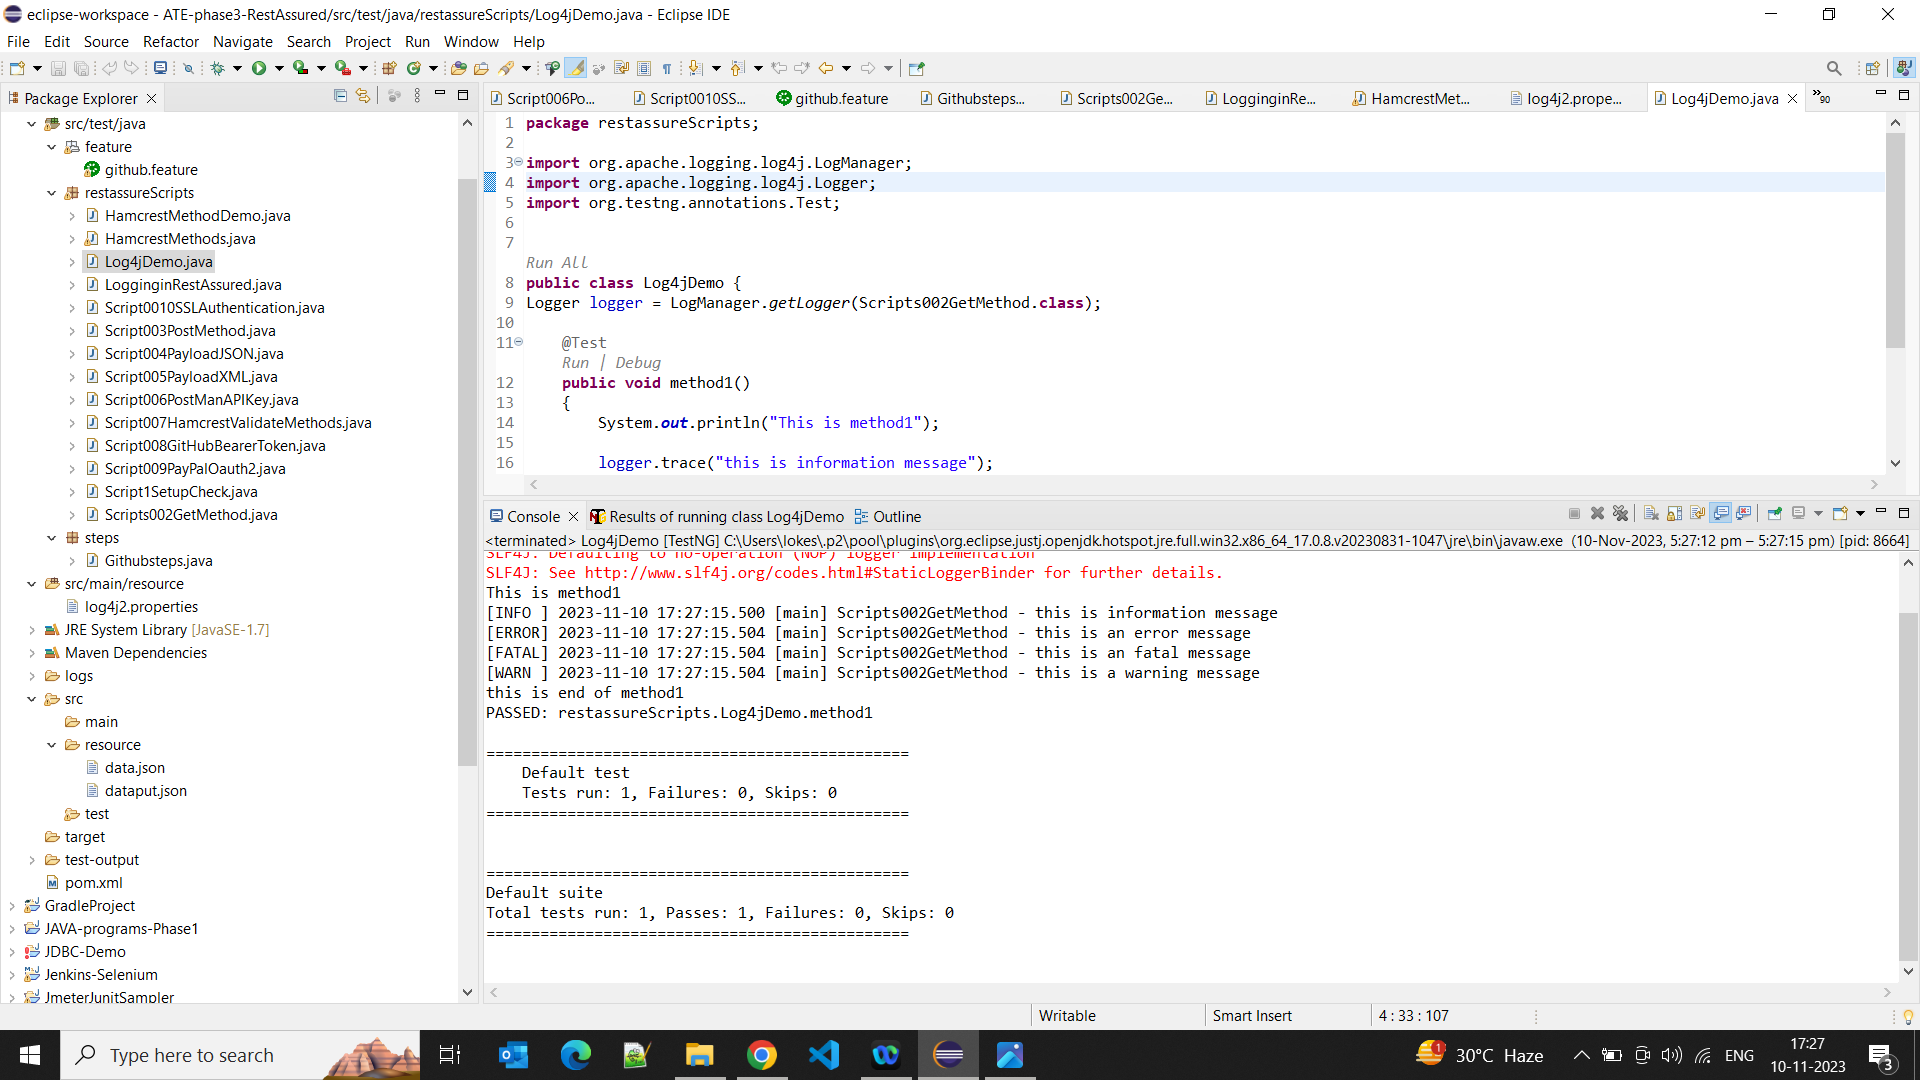 eclipse-workspace - ATE-phase3-RestAssured/src/test/java/restassureScripts/Log4jDemo.java - Eclipse IDE
File Edit Source Refactor Navigate Search Project Run Window Help
Package Explorer
src/test/java
feature
github.feature
restassureScripts
HamcrestMethodDemo.java
HamcrestMethods.java
Log4jDemo.java
LogginginRestAssured.java
Script0010SSLAuthentication.java
Script003PostMethod.java
Script004PayloadJSON.java
Script005PayloadXML.java
Script006PostManAPIKey.java
Script007HamcrestValidateMethods.java
Script008GitHubBearerToken.java
Script009PayPalOauth2.java
Script1SetupCheck.java
Scripts002GetMethod.java
steps
Githubsteps.java
src/main/resource
log4j2.properties
JRE System Library [JavaSE-1.7]
Maven Dependencies
logs
src
main
resource
data.json
dataput.json
test
target
test-output
pom.xml
GradleProject
JAVA-programs-Phase1
JDBC-Demo
Jenkins-Selenium
JmeterJunitSampler
Script006Po... Script0010SS... github.feature Githubsteps... Scripts002Ge... LogginginRe... HamcrestMet... log4j2.prope... Log4jDemo.java »90
1 package restassureScripts;
2
3 import org.apache.logging.log4j.LogManager;
4 import org.apache.logging.log4j.Logger;
5 import org.testng.annotations.Test;
6
7
Run All
8 public class Log4jDemo {
9 Logger logger = LogManager.getLogger(Scripts002GetMethod.class);
10
11 @Test
Run | Debug
12 public void method1()
13 {
14 System.out.println("This is method1");
15
16 logger.trace("this is information message");
Console Results of running class Log4jDemo Outline
<terminated> Log4jDemo [TestNG] C:\Users\lokes\.p2\pool\plugins\org.eclipse.justj.openjdk.hotspot.jre.full.win32.x86_64_17.0.8.v20230831-1047\jre\bin\javaw.exe (10-Nov-2023, 5:27:12 pm – 5:27:15 pm) [pid: 8664]
SLF4J: Defaulting to no-operation (NOP) logger implementation
SLF4J: See http://www.slf4j.org/codes.html#StaticLoggerBinder for further details.
This is method1
[INFO ] 2023-11-10 17:27:15.500 [main] Scripts002GetMethod - this is information message
[ERROR] 2023-11-10 17:27:15.504 [main] Scripts002GetMethod - this is an error message
[FATAL] 2023-11-10 17:27:15.504 [main] Scripts002GetMethod - this is an fatal message
[WARN ] 2023-11-10 17:27:15.504 [main] Scripts002GetMethod - this is a warning message
this is end of method1
PASSED: restassureScripts.Log4jDemo.method1
===============================================
Default test
Tests run: 1, Failures: 0, Skips: 0
===============================================
===============================================
Default suite
Total tests run: 1, Passes: 1, Failures: 0, Skips: 0
===============================================
Writable Smart Insert 4 : 33 : 107
Type here to search
30°C Haze ENG 17:27
10-11-2023
3